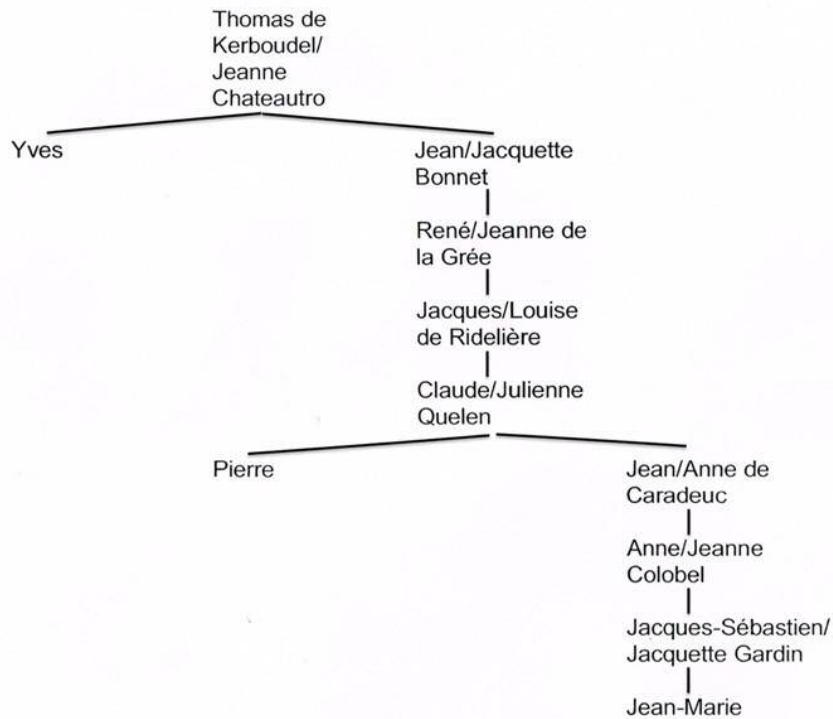 Thomas de
Kerboudel/
Jeanne
Chateautro
Yves
Jean/Jacquette
Bonnet
René/Jeanne de
la Grée
Jacques/Louise
de Ridelière
Claude/Julienne
Quelen
Pierre
Jean/Anne de
Caradeuc
Anne/Jeanne
Colobel
Jacques-Sébastien/
Jacquette Gardin
Jean-Marie